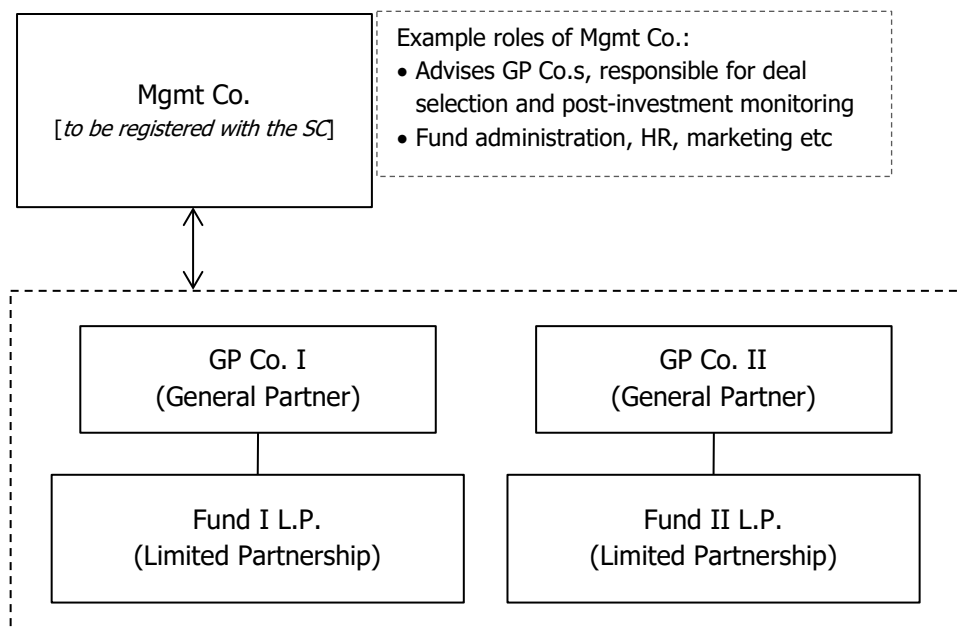 Mgmt Co.
[to be registered with the SC]
Example roles of Mgmt Co.:
• Advises GP Co.s, responsible for deal
selection and post-investment monitoring
• Fund administration, HR, marketing etc
GP Co. I
(General Partner)
GP Co. II
(General Partner)
Fund I L.P.
(Limited Partnership)
Fund II L.P.
(Limited Partnership)